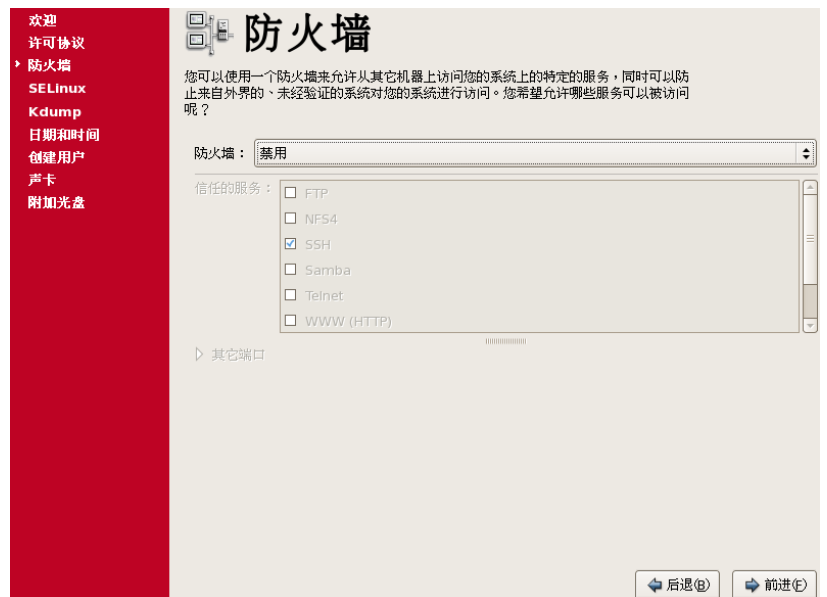 欢迎
许可协议
防火墙
SELinux
Kdump
日期和时间
创建用户
声卡
附加光盘
防火墙
您可以使用一个防火墙来允许从其它机器上访问您的系统上的特定的服务，同时可以防
止来自外界的、未经验证的系统对您的系统进行访问。您希望允许哪些服务可以被访问
呢？
防火墙： 禁用
信任的服务：
FTP
NFS4
SSH
Samba
Telnet
WWW (HTTP)
其它端口
后退(B) 前进(F)